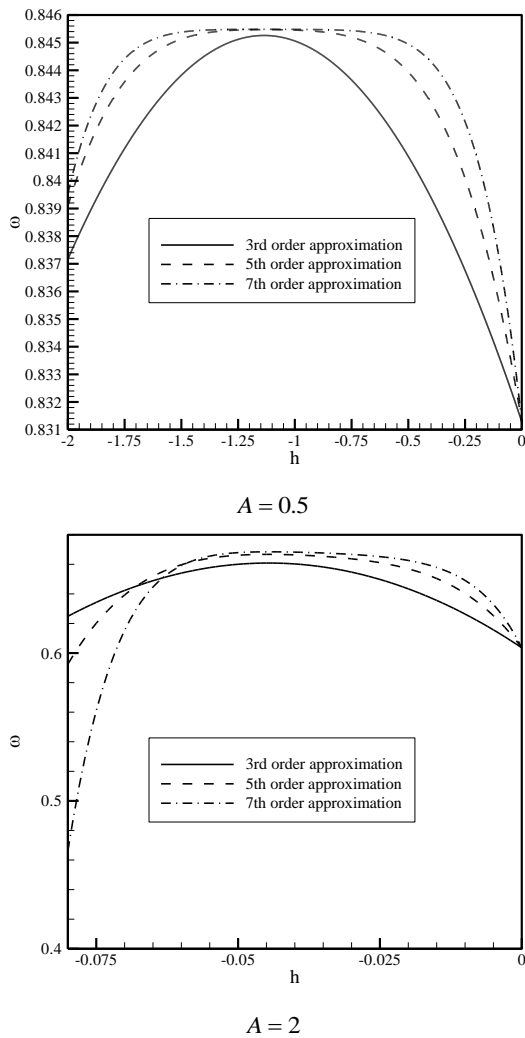 0.846
0.845
0.844
0.843
0.842
0.841
0.84
0.839
0.838
0.837
0.836
0.835
0.834
0.833
0.832
0.831
ω
3rd order approximation
5th order approximation
7th order approximation
-2 -1.75 -1.5 -1.25 -1 -0.75 -0.5 -0.25 0
h
A = 0.5
0.6
0.5
0.4
ω
3rd order approximation
5th order approximation
7th order approximation
-0.075 -0.05 -0.025 0
h
A = 2